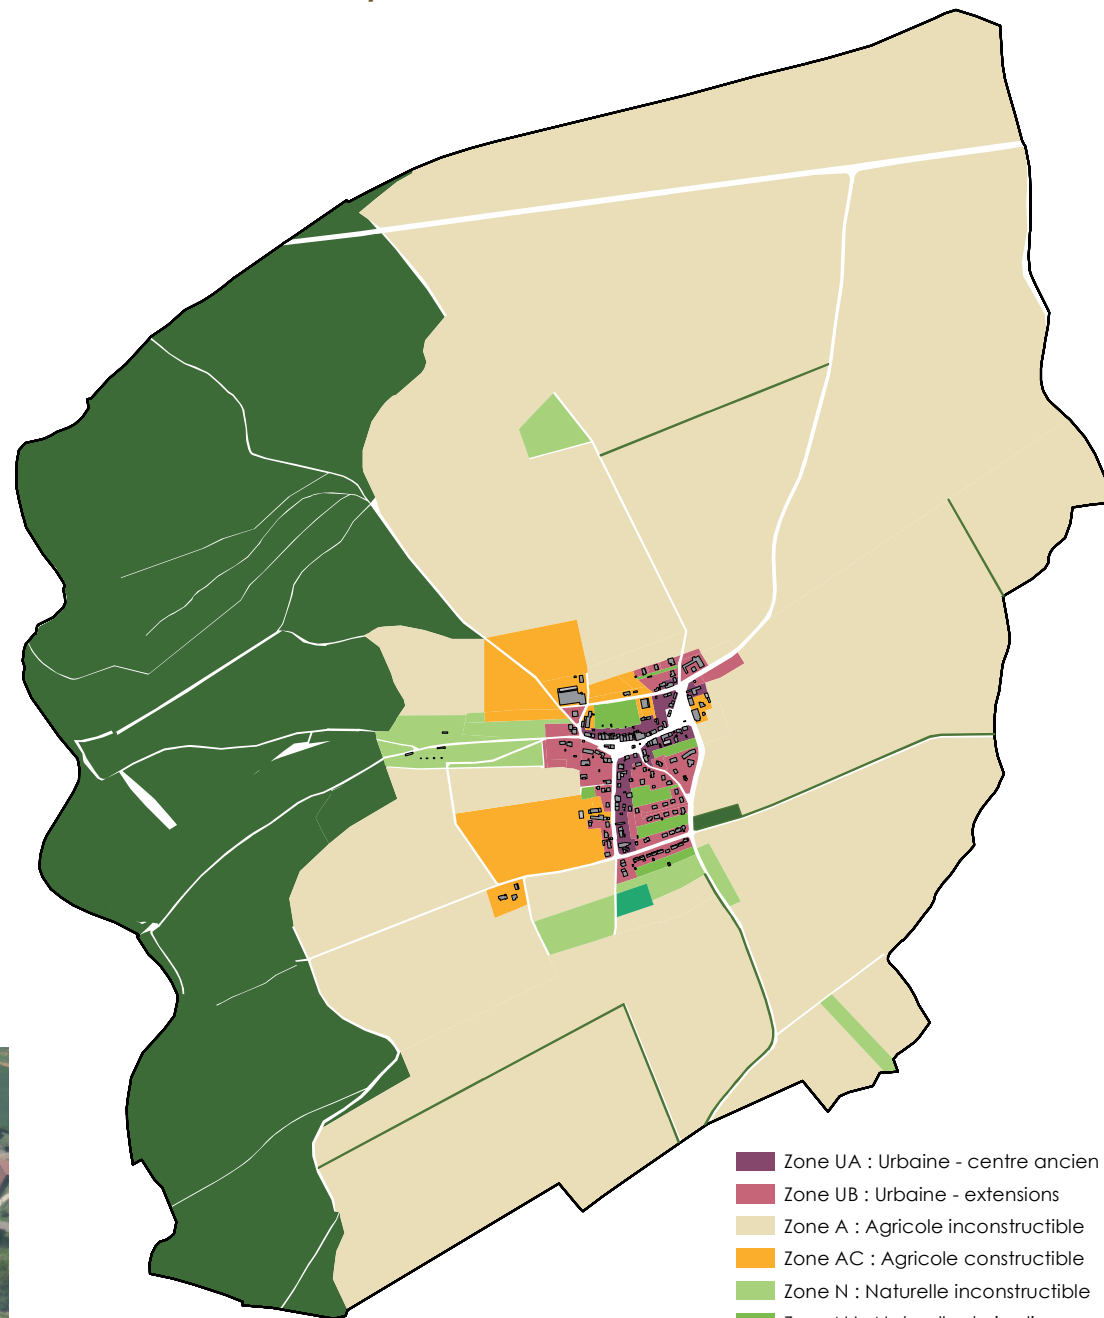 Zone UA : Urbaine - centre ancien
Zone UB : Urbaine - extensions
Zone A : Agricole inconstructible
Zone AC : Agricole constructible
Zone N : Naturelle inconstructible